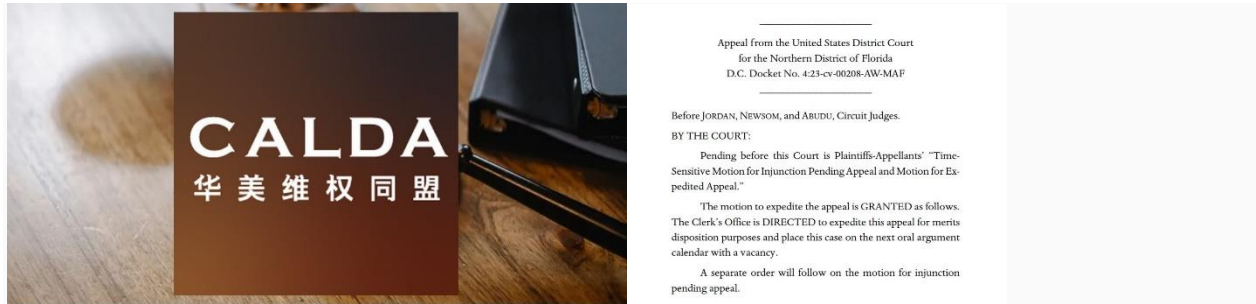 CALDA
华美维权同盟
Appeal from the United States District Court
for the Northern District of Florida
D.C. Docket No. 4:23-cv-00208-AW-MAF
Before JORDAN, NEWSOM, and ABUDU, Circuit Judges.
BY THE COURT:
Pending before this Court is Plaintiffs-Appellants’ “Time-
Sensitive Motion for Injunction Pending Appeal and Motion for Ex-
pedited Appeal.”
The motion to expedite the appeal is GRANTED as follows.
The Clerk’s Office is DIRECTED to expedite this appeal for merits
disposition purposes and place this case on the next oral argument
calendar with a vacancy.
A separate order will follow on the motion for injunction
pending appeal.